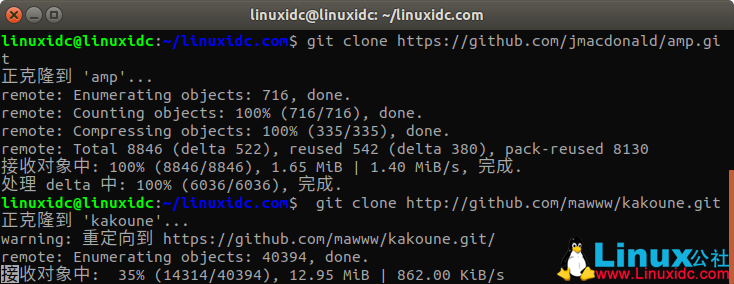 linuxidc@linuxidc: ~/linuxidc.com
linuxidc@linuxidc:~/linuxidc.com$ git clone https://github.com/jmacdonald/amp.gi
t
正克隆到 'amp'...
remote: Enumerating objects: 716, done.
remote: Counting objects: 100% (716/716), done.
remote: Compressing objects: 100% (335/335), done.
remote: Total 8846 (delta 522), reused 542 (delta 380), pack-reused 8130
接收对象中: 100% (8846/8846), 1.65 MiB | 1.40 MiB/s, 完成.
处理 delta 中: 100% (6036/6036), 完成.
linuxidc@linuxidc:~/linuxidc.com$  git clone http://github.com/mawww/kakoune.git
正克隆到 'kakoune'...
warning: 重定向到 https://github.com/mawww/kakoune.git/
remote: Enumerating objects: 40394, done.
接收对象中:  35% (14314/40394), 12.95 MiB | 862.00 KiB/s
Linux公社
www.Linuxidc.com